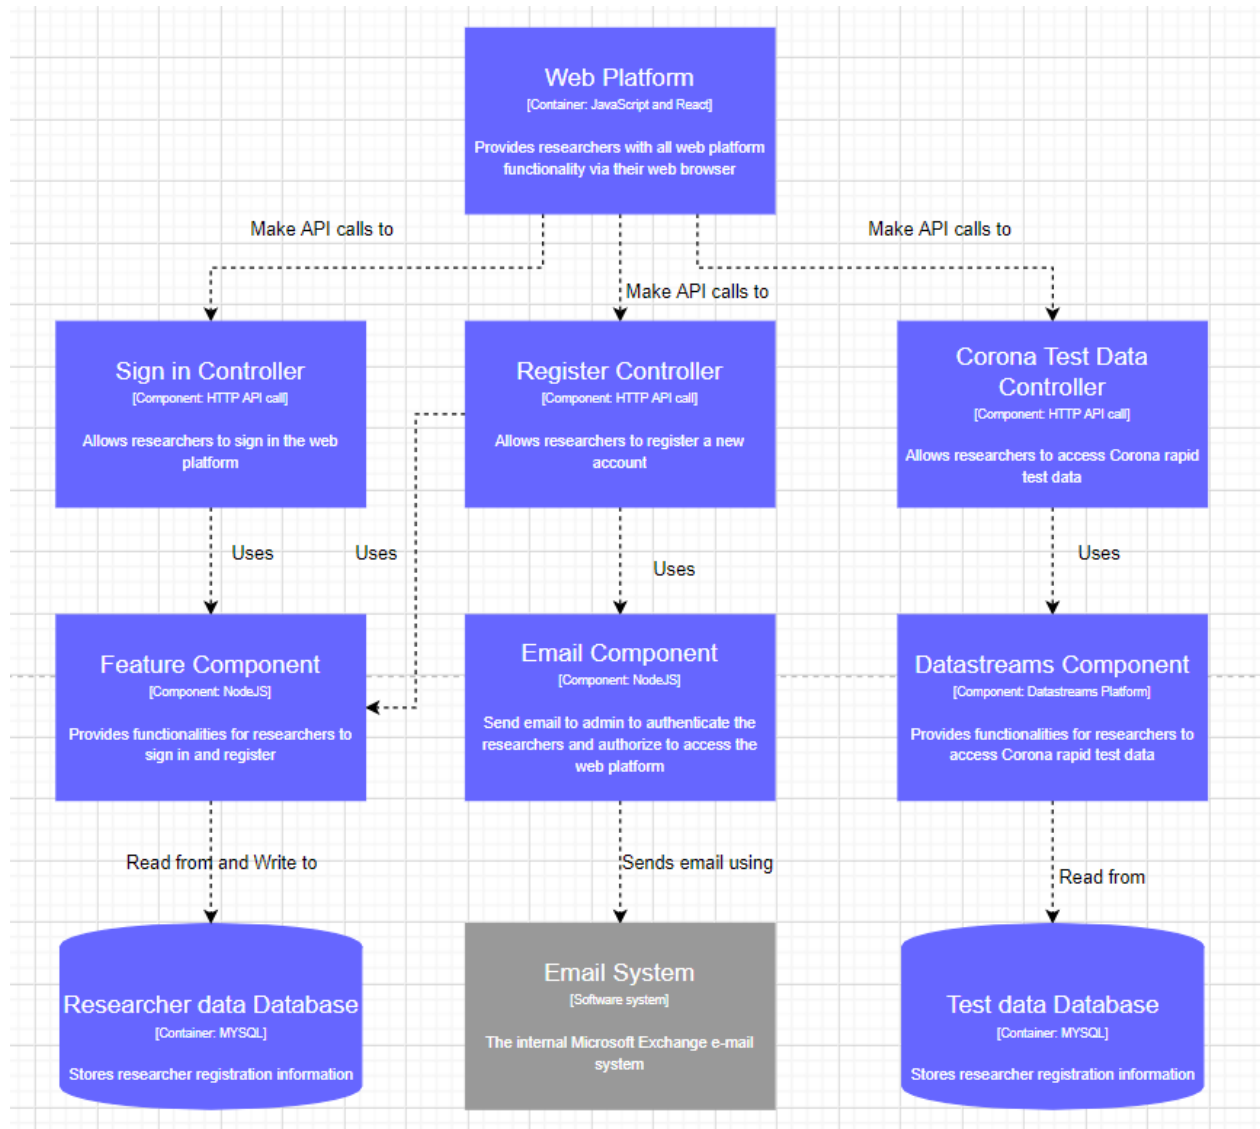 Web Platform
[Container: JavaScript and React]
Provides researchers with all web platform
functionality via their web browser
Make API calls to
Make API calls to
Make API calls to
Sign in Controller
[Component: HTTP API call]
Allows researchers to sign in the web
platform
Register Controller
[Component: HTTP API call]
Allows researchers to register a new
account
Corona Test Data
Controller
[Component: HTTP API call]
Allows researchers to access Corona rapid
test data
Uses
Uses
Uses
Uses
Feature Component
[Component: NodeJS]
Provides functionalities for researchers to
sign in and register
Email Component
[Component: NodeJS]
Send email to admin to authenticate the
researchers and authorize to access the
web platform
Datastreams Component
[Component: Datastreams Platform]
Provides functionalities for researchers to
access Corona rapid test data
Read from and Write to
Sends email using
Read from
Researcher data Database
[Container: MYSQL]
Stores researcher registration information
Email System
[Software system]
The internal Microsoft Exchange e-mail
system
Test data Database
[Container: MYSQL]
Stores researcher registration information